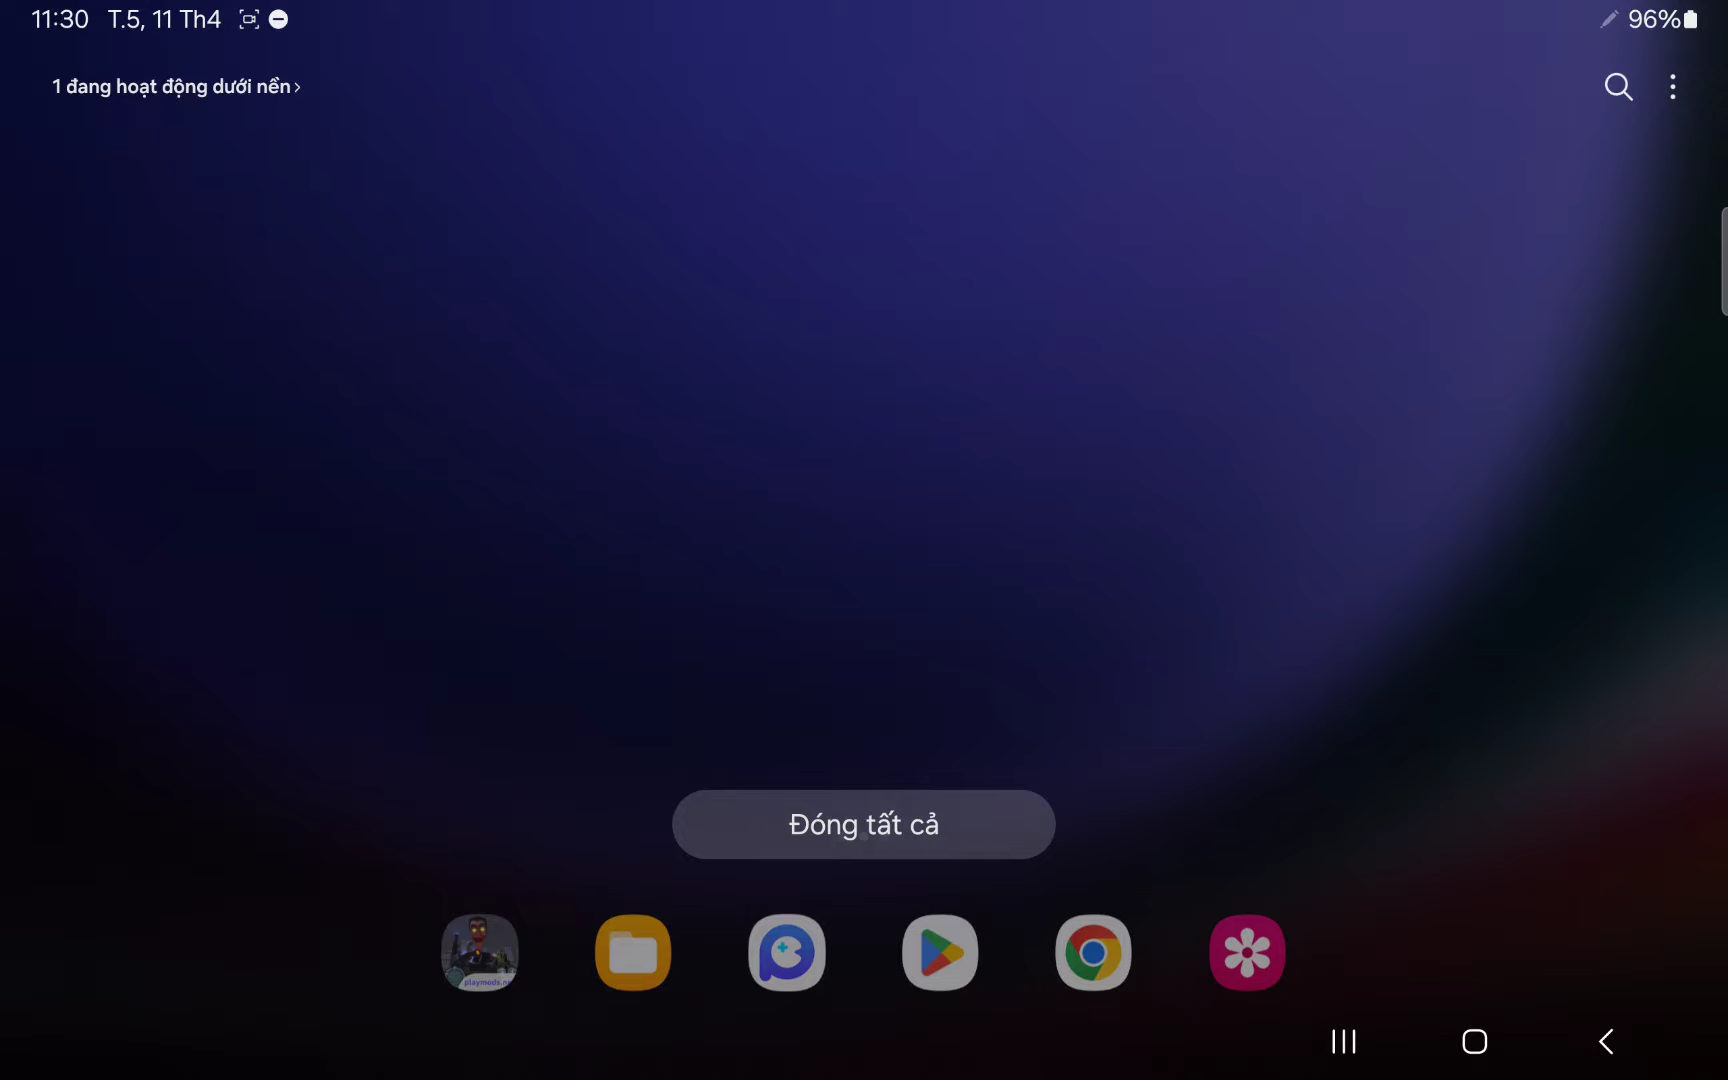 11:30 T.5, 11 Th4
96%
1 đang hoạt động dưới nền ›
Đóng tất cả